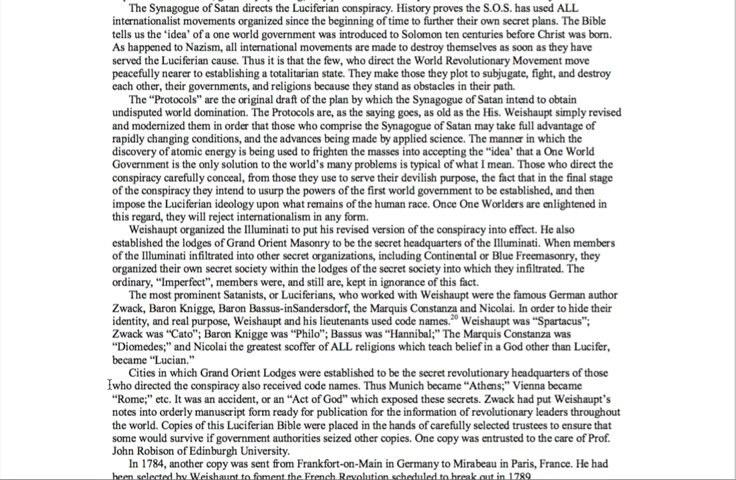 The Synagogue of Satan directs the Luciferian conspiracy. History proves the S.O.S. has used ALL
internationalist movements organized since the beginning of time to further their own secret plans. The Bible
tells us the ‘idea’ of a one world government was introduced to Solomon ten centuries before Christ was born.
As happened to Nazism, all international movements are made to destroy themselves as soon as they have
served the Luciferian cause. Thus it is that the few, who direct the World Revolutionary Movement move
peacefully nearer to establishing a totalitarian state. They make those they plot to subjugate, fight, and destroy
each other, their governments, and religions because they stand as obstacles in their path.
The “Protocols” are the original draft of the plan by which the Synagogue of Satan intend to obtain
undisputed world domination. The Protocols are, as the saying goes, as old as the His. Weishaupt simply revised
and modernized them in order that those who comprise the Synagogue of Satan may take full advantage of
rapidly changing conditions, and the advances being made by applied science. The manner in which the
discovery of atomic energy is being used to frighten the masses into accepting the “idea’ that a One World
Government is the only solution to the world’s many problems is typical of what I mean. Those who direct the
conspiracy carefully conceal, from those they use to serve their devilish purpose, the fact that in the final stage
of the conspiracy they intend to usurp the powers of the first world government to be established, and then
impose the Luciferian ideology upon what remains of the human race. Once One Worlders are enlightened in
this regard, they will reject internationalism in any form.
Weishaupt organized the Illuminati to put his revised version of the conspiracy into effect. He also
established the lodges of Grand Orient Masonry to be the secret headquarters of the Illuminati. When members
of the Illuminati infiltrated into other secret organizations, including Continental or Blue Freemasonry, they
organized their own secret society within the lodges of the secret society into which they infiltrated. The
ordinary, “Imperfect”, members were, and still are, kept in ignorance of this fact.
The most prominent Satanists, or Luciferians, who worked with Weishaupt were the famous German author
Zwack, Baron Knigge, Baron Bassus-inSandersdorf, the Marquis Constanza and Nicolai. In order to hide their
identity, and real purpose, Weishaupt and his lieutenants used code names.20 Weishaupt was “Spartacus”;
Zwack was “Cato”; Baron Knigge was “Philo”; Bassus was “Hannibal;” The Marquis Constanza was
“Diomedes;” and Nicolai the greatest scoffer of ALL religions which teach belief in a God other than Lucifer,
became “Lucian.”
Cities in which Grand Orient Lodges were established to be the secret revolutionary headquarters of those
who directed the conspiracy also received code names. Thus Munich became “Athens;” Vienna became
“Rome;” etc. It was an accident, or an “Act of God” which exposed these secrets. Zwack had put Weishaupt’s
notes into orderly manuscript form ready for publication for the information of revolutionary leaders throughout
the world. Copies of this Luciferian Bible were placed in the hands of carefully selected trustees to ensure that
some would survive if government authorities seized other copies. One copy was entrusted to the care of Prof.
John Robison of Edinburgh University.
In 1784, another copy was sent from Frankfort-on-Main in Germany to Mirabeau in Paris, France. He had
been selected by Weishaupt to foment the French Revolution scheduled to break out in 1789